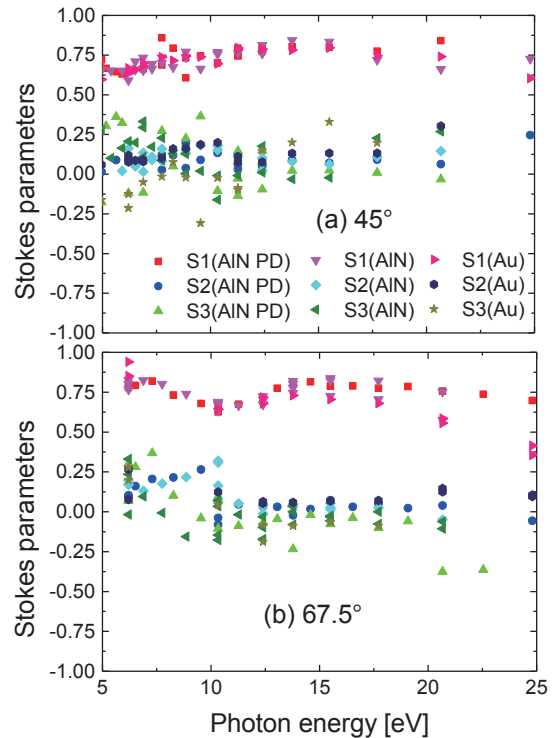 1.00
0.75
0.50
0.25
0.00
-0.25
-0.50
-0.75
-1.00
Stokes parameters
(a) 45°
S1(AlN PD) S1(AlN) S1(Au)
S2(AlN PD) S2(AlN) S2(Au)
S3(AlN PD) S3(AlN) S3(Au)
1.00
0.75
0.50
0.25
0.00
-0.25
-0.50
-0.75
-1.00
Stokes parameters
(b) 67.5°
5 10 15 20 25
Photon energy [eV]